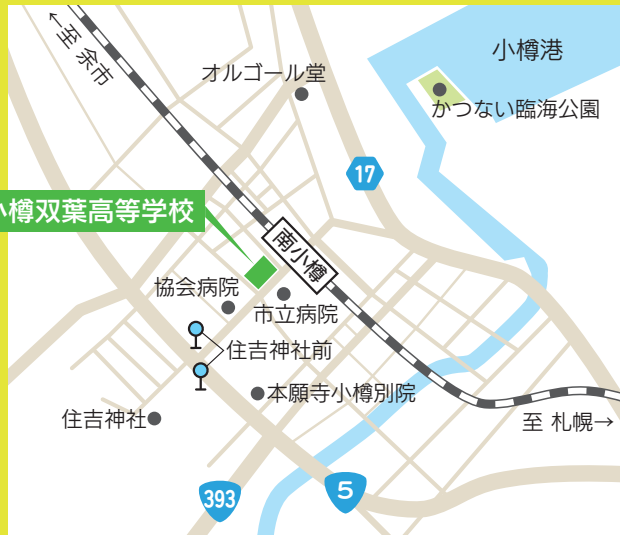 ←至 余市
小樽港
オルゴール堂
かつない臨海公園
17
小樽双葉高等学校
南小樽
協会病院
市立病院
住吉神社前
本願寺小樽別院
住吉神社
至 札幌→
393
5